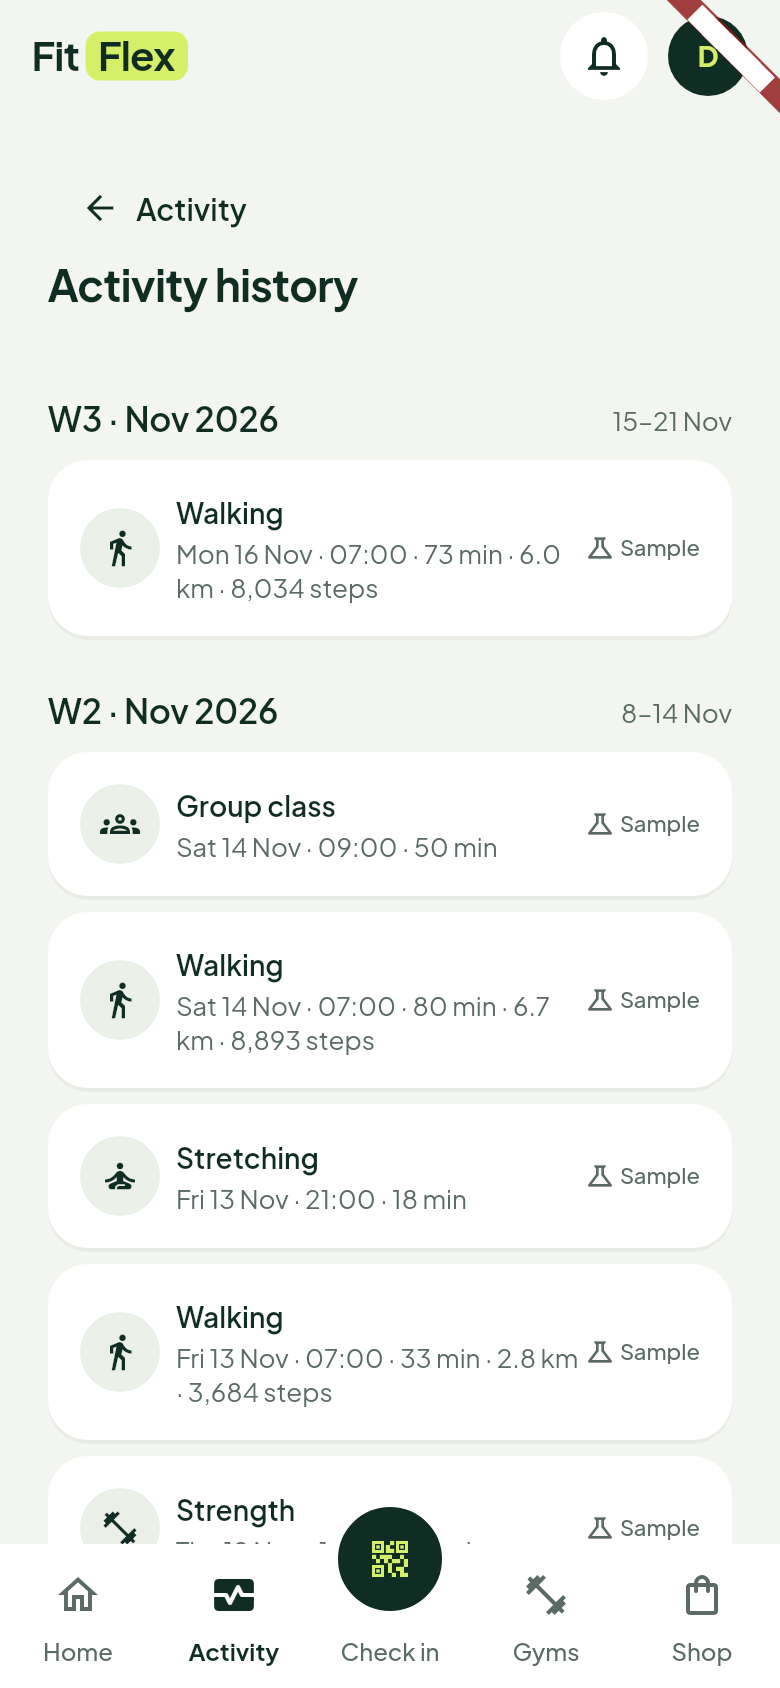 Fit Flex
D
Activity
Activity history
W3 · Nov 2026
15–21 Nov
Walking
Mon 16 Nov · 07:00 · 73 min · 6.0
km · 8,034 steps
Sample
W2 · Nov 2026
8–14 Nov
Group class
Sat 14 Nov · 09:00 · 50 min
Sample
Walking
Sat 14 Nov · 07:00 · 80 min · 6.7
km · 8,893 steps
Sample
Stretching
Fri 13 Nov · 21:00 · 18 min
Sample
Walking
Fri 13 Nov · 07:00 · 33 min · 2.8 km
· 3,684 steps
Sample
Strength
Sample
Home
Activity
Check in
Gyms
Shop